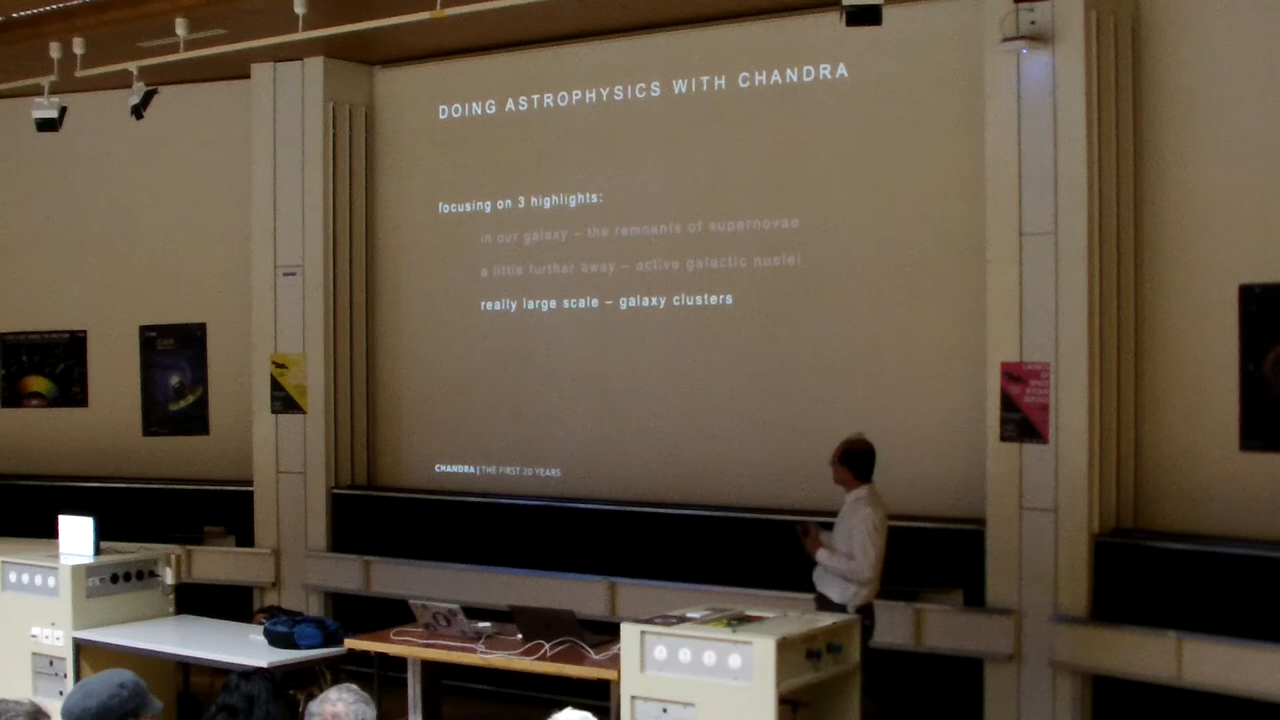 DOING ASTROPHYSICS WITH CHANDRA
focusing on 3 highlights:
in our galaxy – the remnants of supernovae
a little further away – active galactic nuclei
really large scale – galaxy clusters
CHANDRA | THE FIRST 20 YEARS